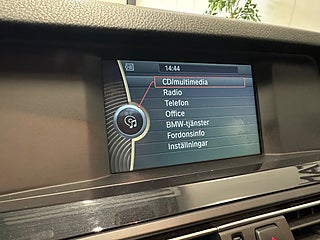 14:44
CD/multimedia
Radio
Telefon
Office
BMW-tjänster
Fordonsinfo
Inställningar